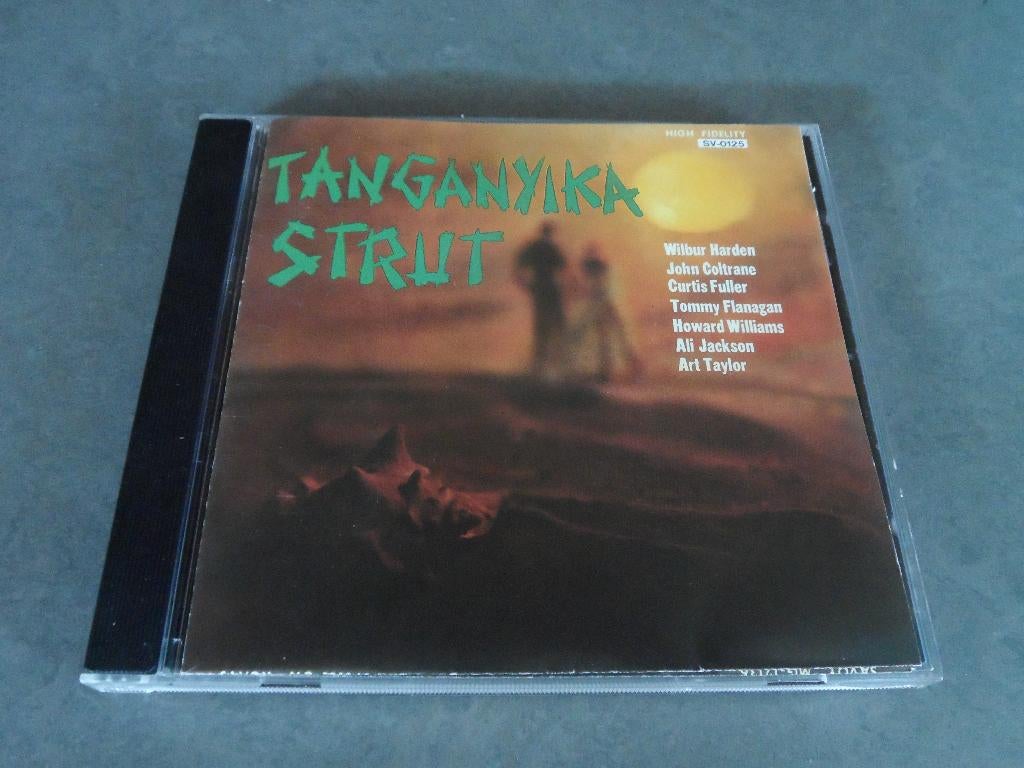 HIGH FIDELITY
SV-0125
TANGANYIKA
STRUT
Wilbur Harden
John Coltrane
Curtis Fuller
Tommy Flanagan
Howard Williams
Ali Jackson
Art Taylor